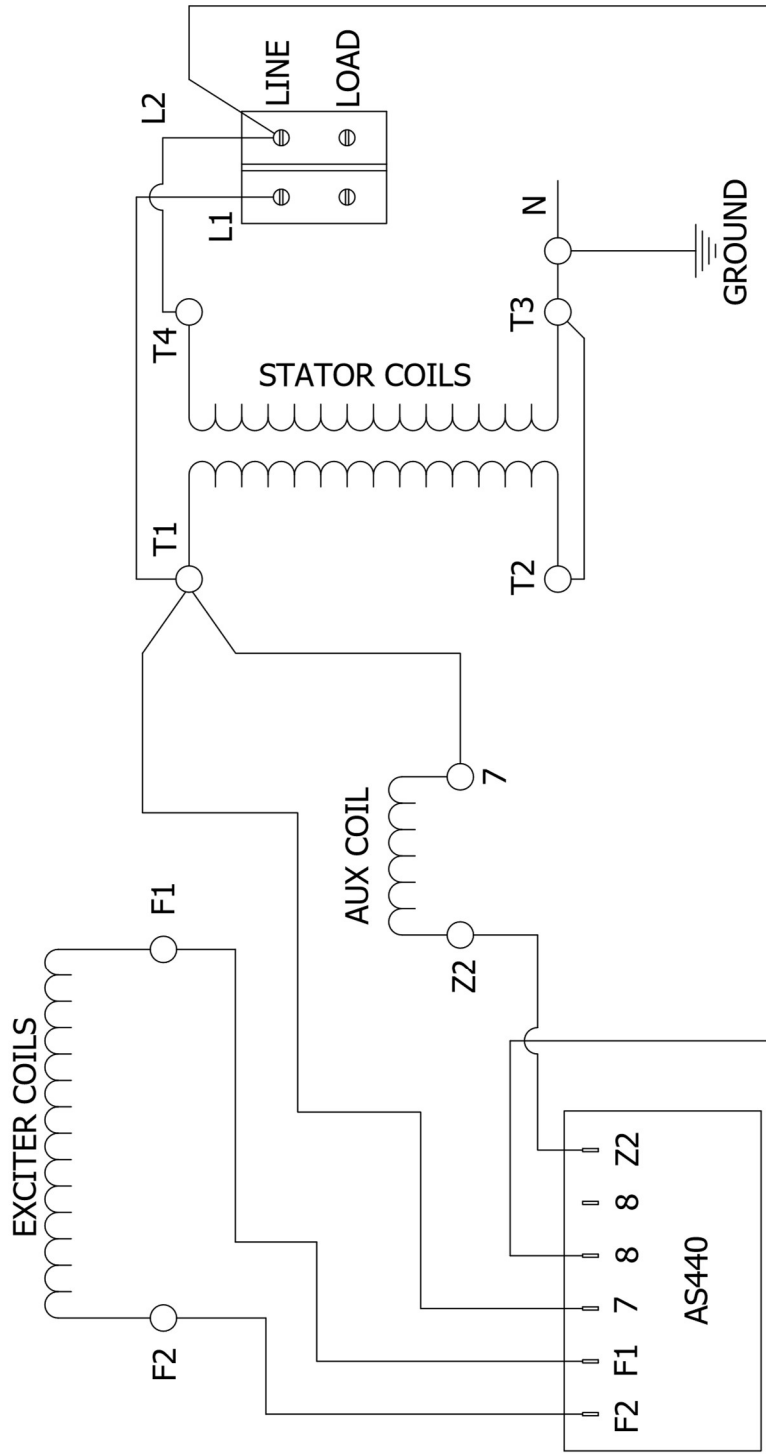 EXCITER COILS
F2
F1
AUX COIL
Z2
7
T1
T4
L1
L2
LINE
LOAD
STATOR COILS
T2
T3
N
GROUND
F2
F1
7
8
8
Z2
AS440